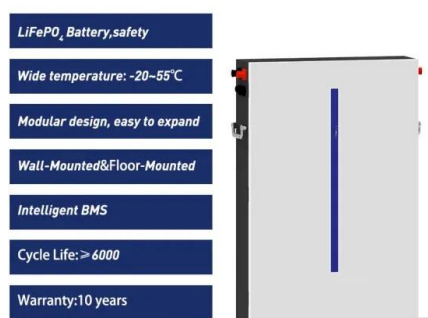 LiFePO₄ Battery,safety
Wide temperature: -20~55℃
Modular design, easy to expand
Wall-Mounted&Floor-Mounted
Intelligent BMS
Cycle Life:≥6000
Warranty:10 years